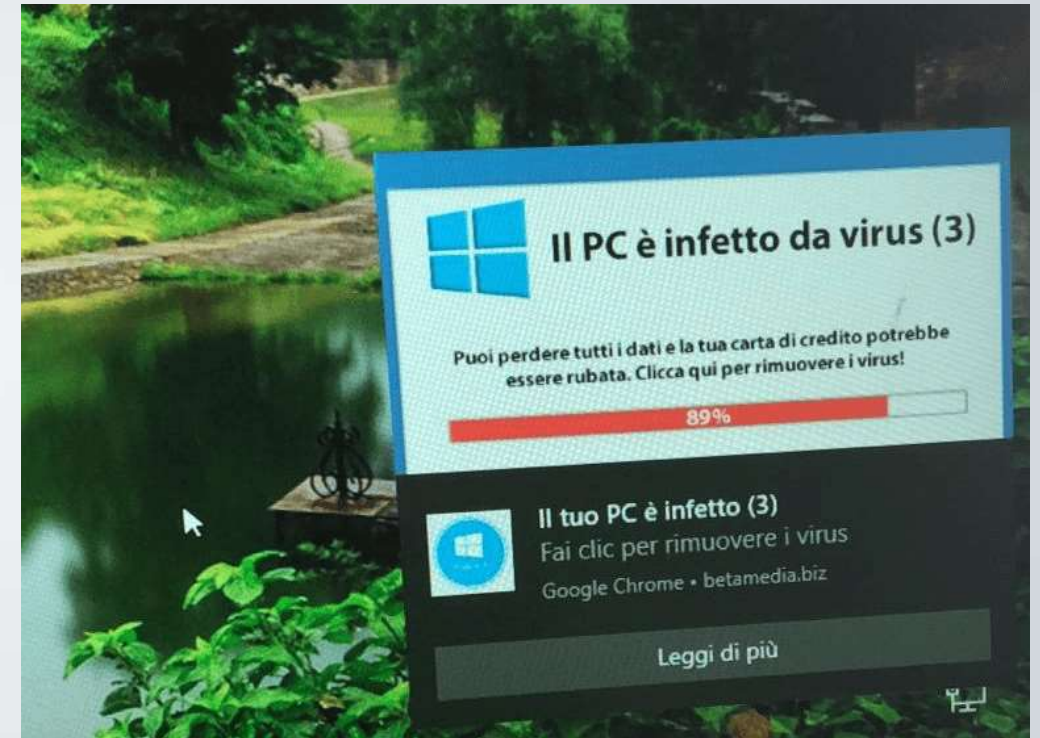 Il PC è infetto da virus (3)
Puoi perdere tutti i dati e la tua carta di credito potrebbe
essere rubata. Clicca qui per rimuovere i virus!
89%
Il tuo PC è infetto (3)
Fai clic per rimuovere i virus
Google Chrome • betamedia.biz
Leggi di più